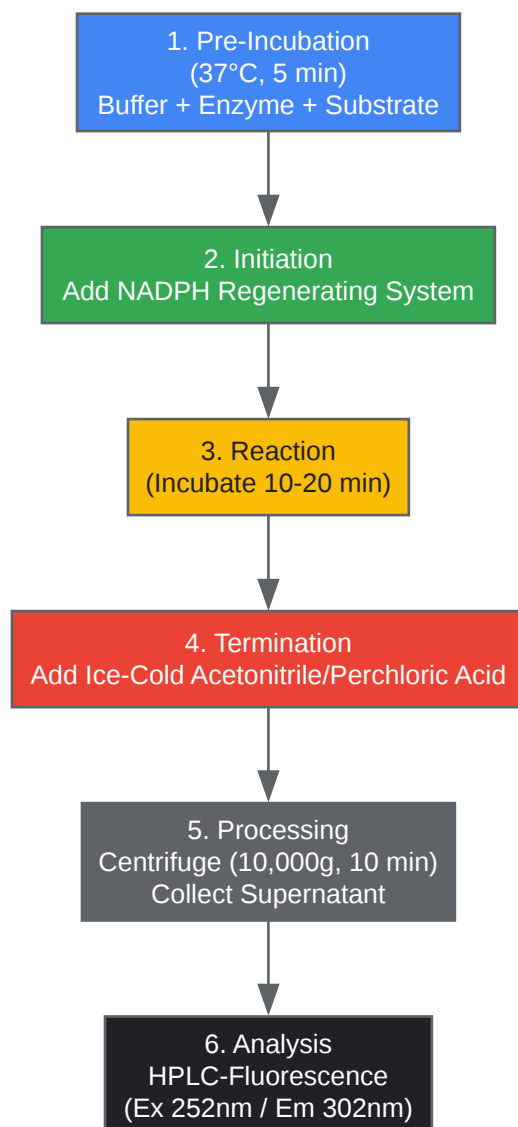 1. Pre-Incubation
(37°C, 5 min)
Buffer + Enzyme + Substrate
2. Initiation
Add NADPH Regenerating System
3. Reaction
(Incubate 10-20 min)
4. Termination
Add Ice-Cold Acetonitrile/Perchloric Acid
5. Processing
Centrifuge (10,000g, 10 min)
Collect Supernatant
6. Analysis
HPLC-Fluorescence
(Ex 252nm / Em 302nm)